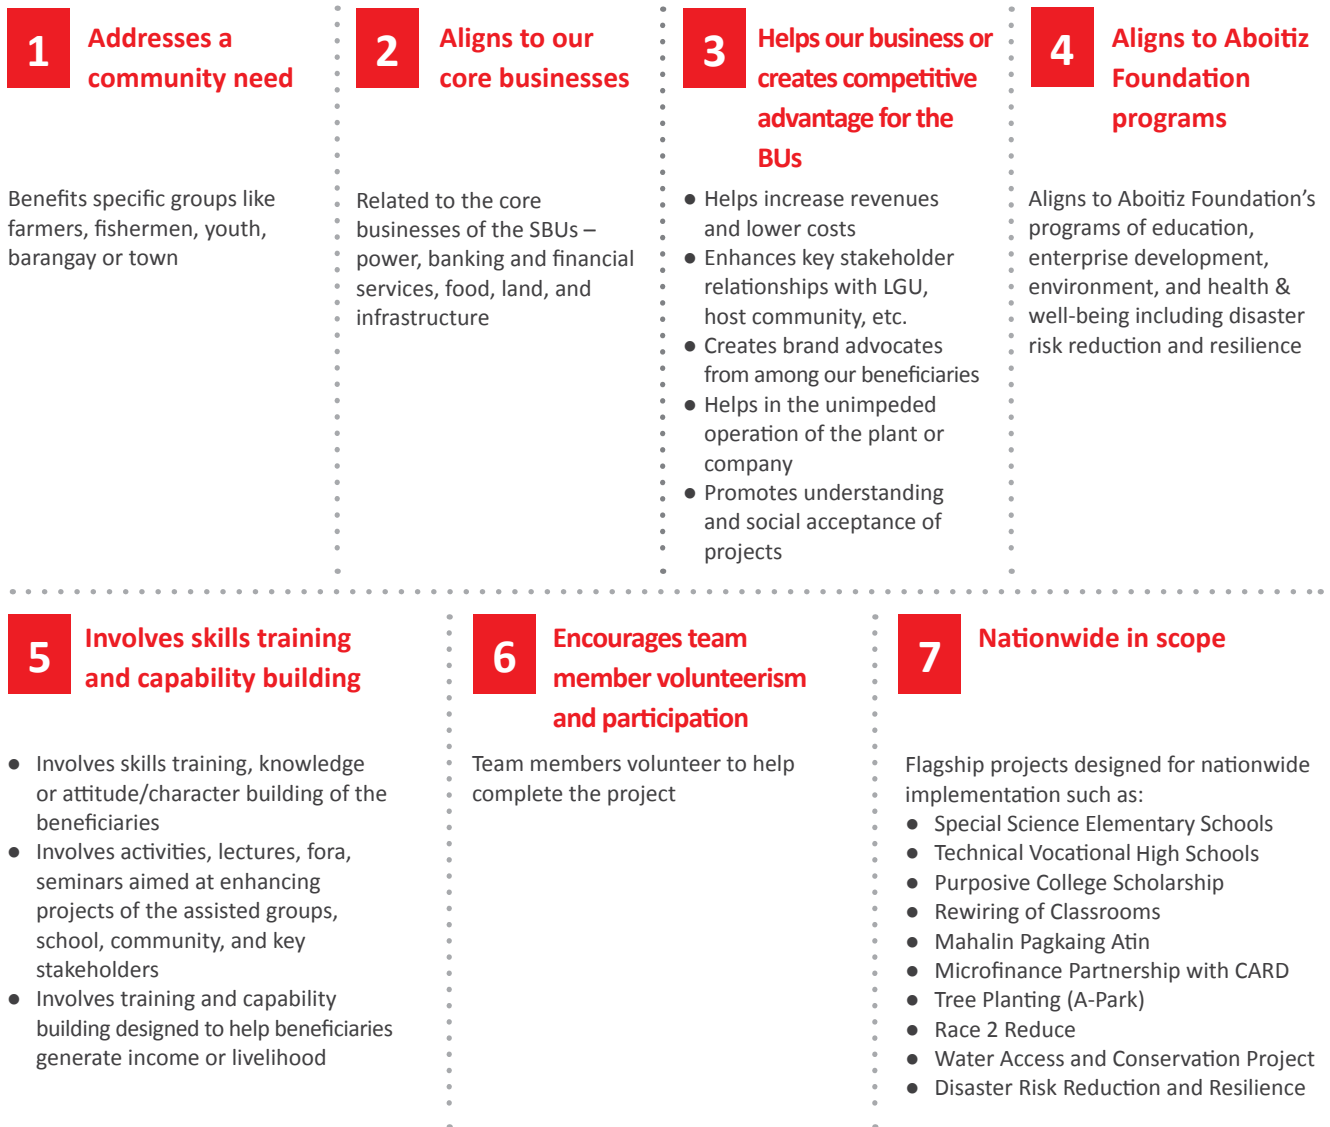 1
Addresses a
community need
Benefits specific groups like
farmers, fishermen, youth,
barangay or town
2
Aligns to our
core businesses
Related to the core
businesses of the SBUs –
power, banking and financial
services, food, land, and
infrastructure
3
Helps our business or
creates competitive
advantage for the
BUs
● Helps increase revenues
and lower costs
● Enhances key stakeholder
relationships with LGU,
host community, etc.
● Creates brand advocates
from among our beneficiaries
● Helps in the unimpeded
operation of the plant or
company
● Promotes understanding
and social acceptance of
projects
4
Aligns to Aboitiz
Foundation
programs
Aligns to Aboitiz Foundation's
programs of education,
enterprise development,
environment, and health &
well-being including disaster
risk reduction and resilience
5
Involves skills training
and capability building
● Involves skills training, knowledge
or attitude/character building of the
beneficiaries
● Involves activities, lectures, fora,
seminars aimed at enhancing
projects of the assisted groups,
school, community, and key
stakeholders
● Involves training and capability
building designed to help beneficiaries
generate income or livelihood
6
Encourages team
member volunteerism
and participation
Team members volunteer to help
complete the project
7
Nationwide in scope
Flagship projects designed for nationwide
implementation such as:
● Special Science Elementary Schools
● Technical Vocational High Schools
● Purposive College Scholarship
● Rewiring of Classrooms
● Mahalin Pagkaing Atin
● Microfinance Partnership with CARD
● Tree Planting (A-Park)
● Race 2 Reduce
● Water Access and Conservation Project
● Disaster Risk Reduction and Resilience